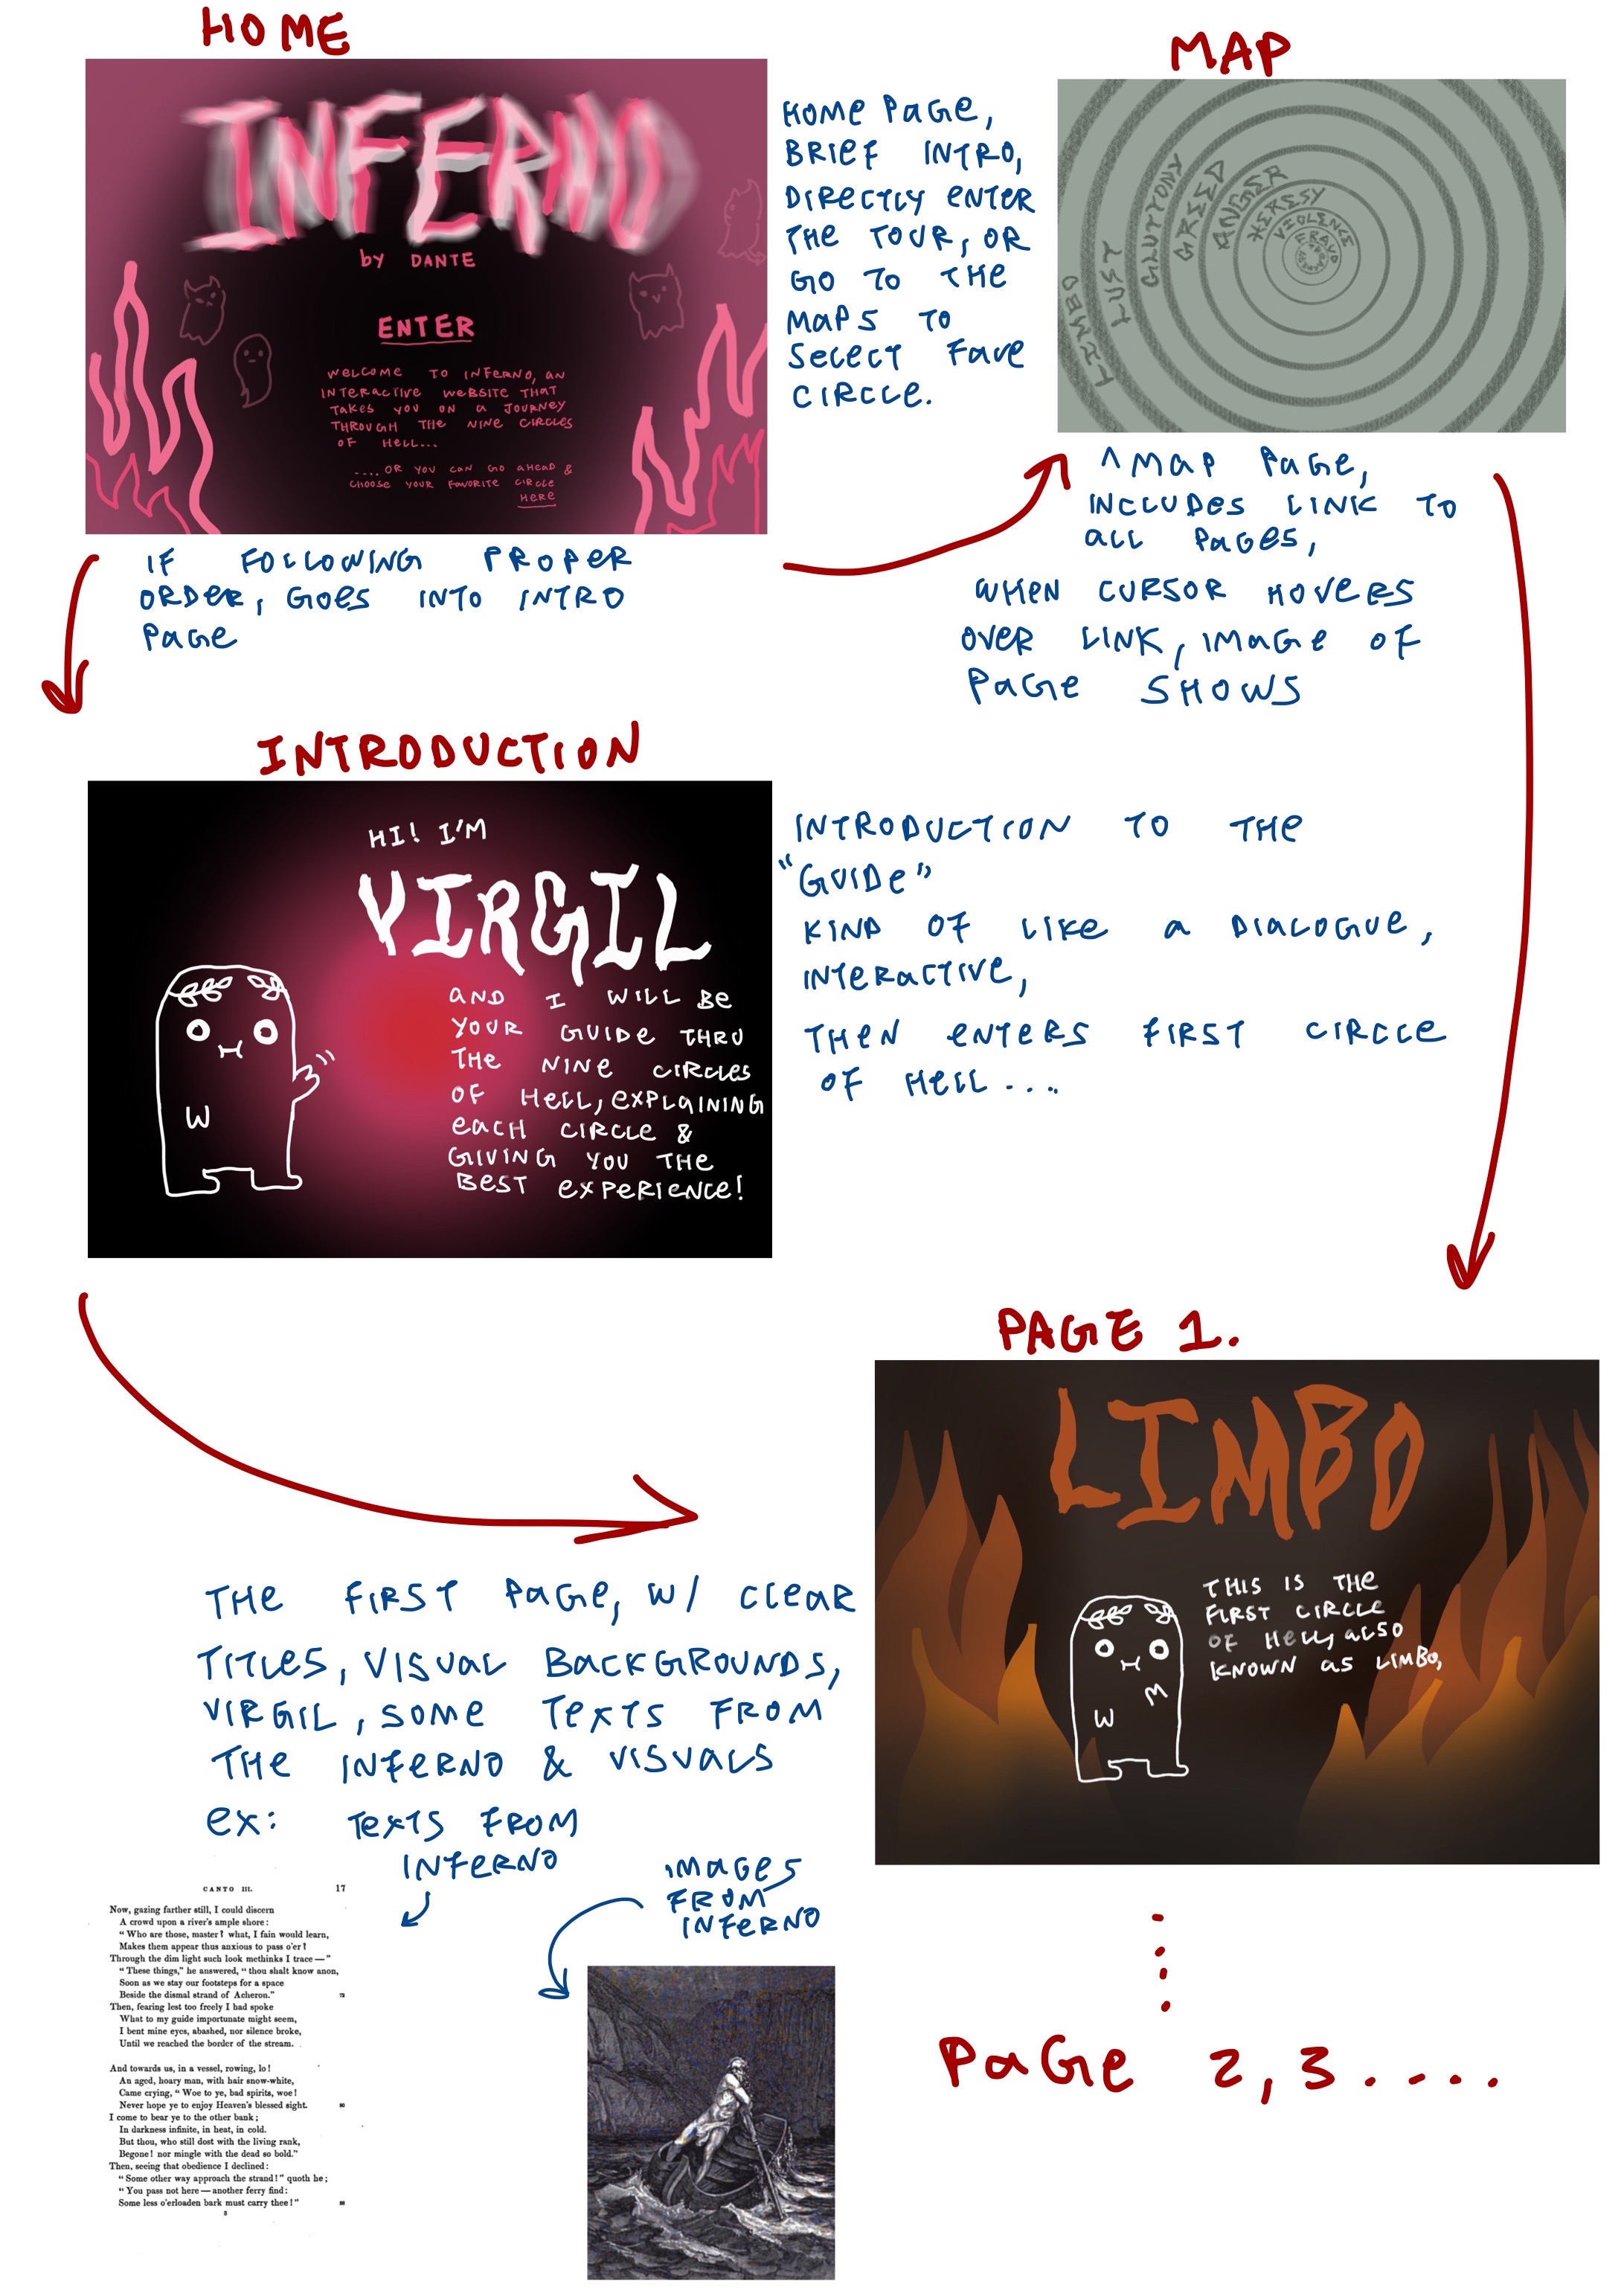 HOME
INFERNO
by DANTE
ENTER
WELCOME TO INFERNO, AN
INTERACTIVE WEBSITE THAT
TAKES YOU ON A JOURNEY
THROUGH THE NINE CIRCLES
OF HELL...
....OR YOU CAN GO AHEAD &
CHOOSE YOUR FAVORITE CIRCLE
HERE
HOME PAGE,
BRIEF INTRO,
DIRECTLY ENTER
THE TOUR, OR
GO TO THE
MAPS TO
SELECT FAVE
CIRCLE.
MAP
LIMBO
LUST
GLUTTONY
GREED
ANGER
HERESY
VIOLENCE
FRAUD
^ MAP PAGE,
INCLUDES LINK TO
ALL PAGES,
WHEN CURSOR HOVERS
OVER LINK, IMAGE OF
PAGE SHOWS
IF FOLLOWING PROPER
ORDER, GOES INTO INTRO
PAGE
INTRODUCTION
HI! I'M
VIRGIL
AND I WILL BE
YOUR GUIDE THRU
THE NINE CIRCLES
OF HELL, EXPLAINING
EACH CIRCLE &
GIVING YOU THE
BEST EXPERIENCE!
INTRODUCTION TO THE
"GUIDE"
KIND OF LIKE A DIALOGUE,
INTERACTIVE,
THEN ENTERS FIRST CIRCLE
OF HELL...
PAGE 1.
LIMBO
THIS IS THE
FIRST CIRCLE
OF HELL, ALSO
KNOWN AS LIMBO,
THE FIRST PAGE, W/ CLEAR
TITLES, VISUAL BACKGROUNDS,
VIRGIL, SOME TEXTS FROM
THE INFERNO & VISUALS
EX: TEXTS FROM
INFERNO
IMAGES
FROM
INFERNO
CANTO III. 17
Now, gazing farther still, I could discern
A crowd upon a river's ample shore:
"Who are those, master? what, I fain would learn,
Makes them appear thus anxious to pass o'er?
Through the dim light such look methinks I trace—"
"These things," he answered, "thou shalt know anon,
Soon as we stay our footsteps for a space
Beside the dismal strand of Acheron."
Then, fearing lest too freely I had spoke
What to my guide importunate might seem,
I bent mine eyes, abashed, nor silence broke,
Until we reached the border of the stream.
And towards us, in a vessel, rowing, lo!
An aged, hoary man, with hair snow-white,
Came crying, "Woe to ye, bad spirits, woe!
Never hope ye to enjoy Heaven's blessed sight.
I come to bear ye to the other bank;
In darkness infinite, in heat, in cold.
But thou, who still dost with the living rank,
Begone! nor mingle with the dead so bold."
Then, seeing that obedience I declined:
"Some other way approach the strand!" quoth he;
"You pass not here—another ferry find:
Some less o'erloaden bark must carry thee!"
PAGE 2, 3....